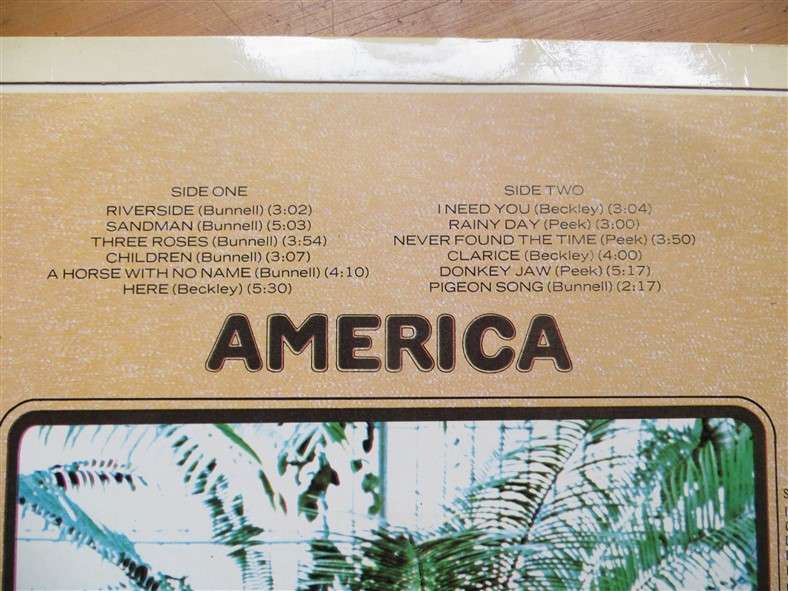 SIDE ONE
RIVERSIDE (Bunnell) (3:02)
SANDMAN (Bunnell) (5:03)
THREE ROSES (Bunnell) (3:54)
CHILDREN (Bunnell) (3:07)
A HORSE WITH NO NAME (Bunnell) (4:10)
HERE (Beckley) (5:30)
SIDE TWO
I NEED YOU (Beckley) (3:04)
RAINY DAY (Peek) (3:00)
NEVER FOUND THE TIME (Peek) (3:50)
CLARICE (Beckley) (4:00)
DONKEY JAW (Peek) (5:17)
PIGEON SONG (Bunnell) (2:17)
AMERICA